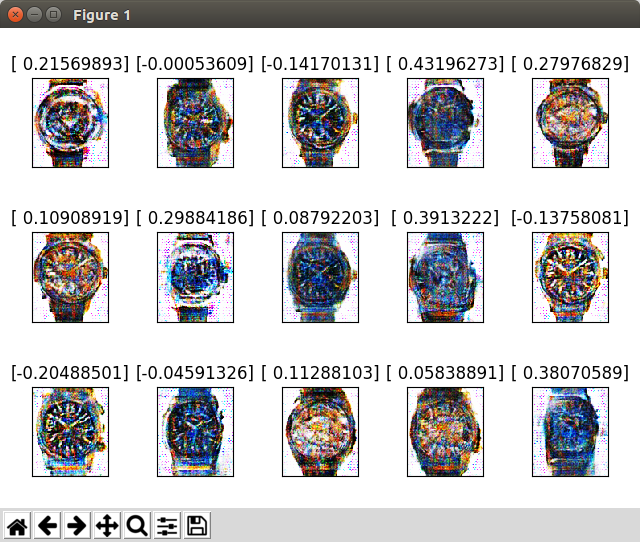 Figure 1
[ 0.21569893] [-0.00053609] [-0.14170131] [ 0.43196273] [ 0.27976829]
[ 0.10908919] [ 0.29884186] [ 0.08792203] [ 0.3913222] [-0.13758081]
[-0.20488501] [-0.04591326] [ 0.11288103] [ 0.05838891] [ 0.38070589]